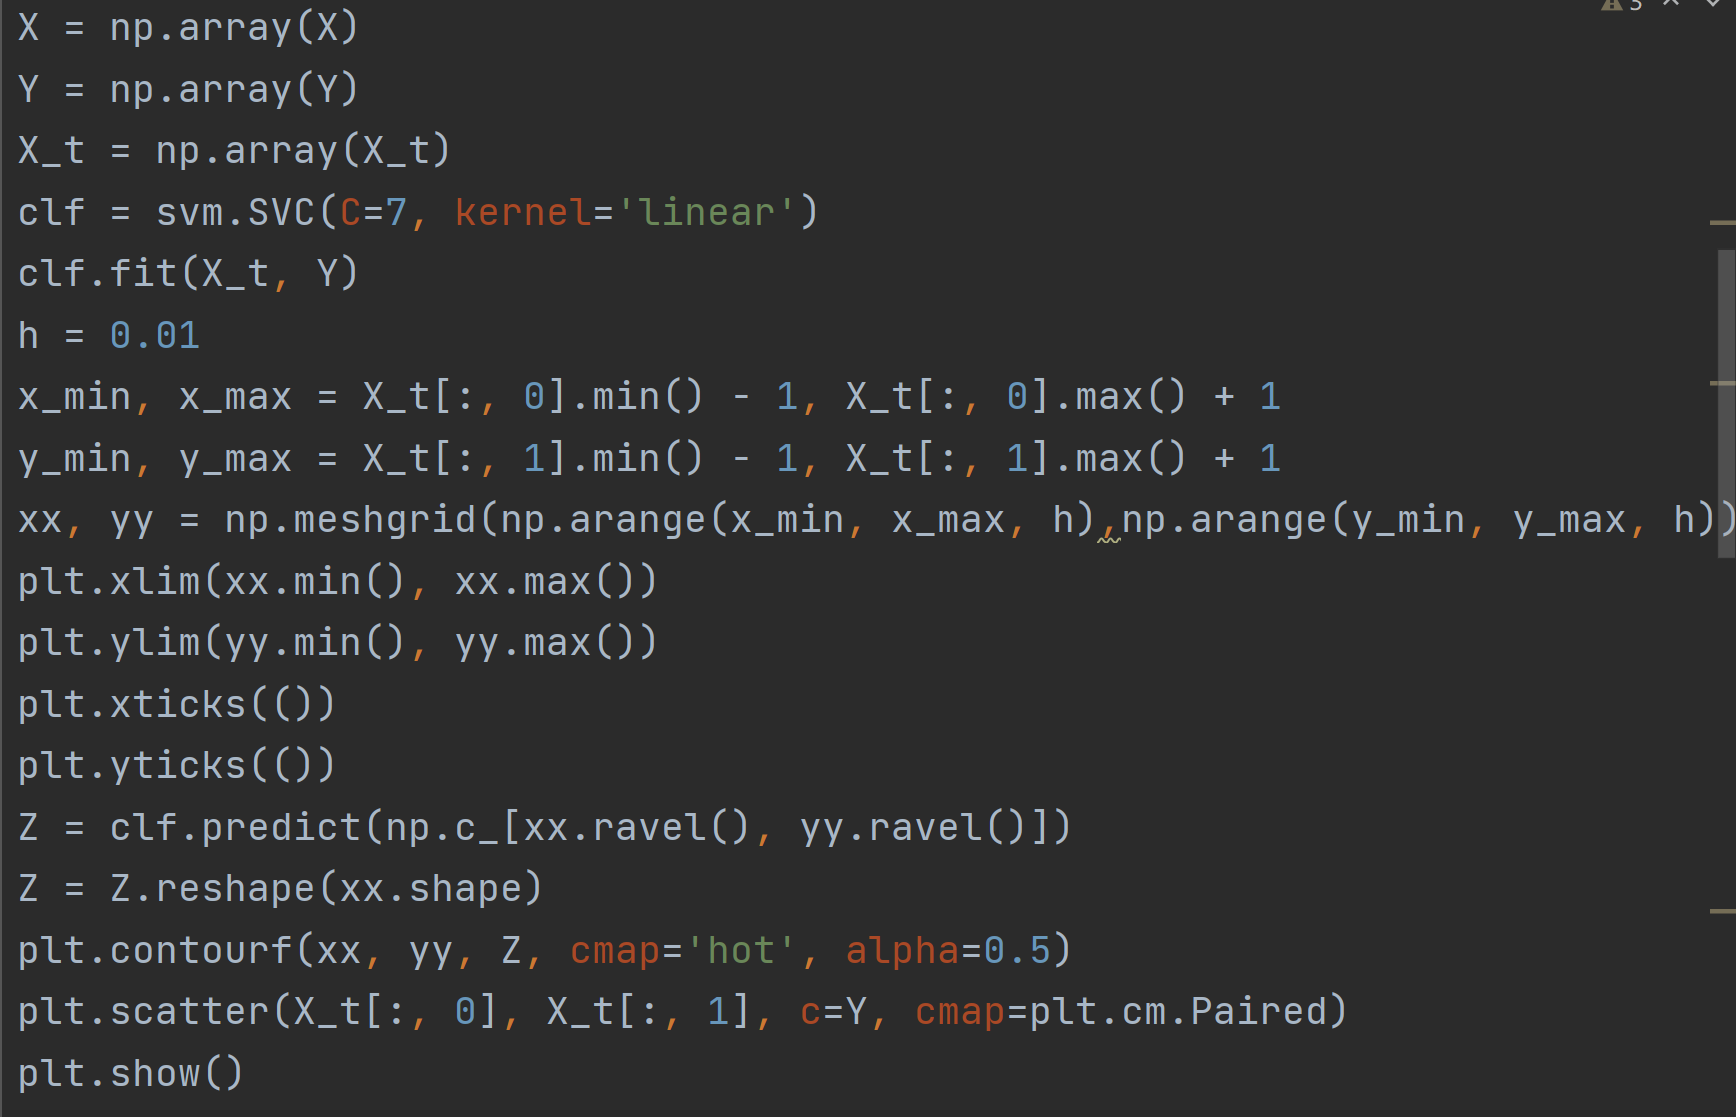 3
X = np.array(X)
Y = np.array(Y)
X_t = np.array(X_t)
clf = svm.SVC(C=7, kernel='linear')
clf.fit(X_t, Y)
h = 0.01
x_min, x_max = X_t[:, 0].min() - 1, X_t[:, 0].max() + 1
y_min, y_max = X_t[:, 1].min() - 1, X_t[:, 1].max() + 1
xx, yy = np.meshgrid(np.arange(x_min, x_max, h),np.arange(y_min, y_max, h))
plt.xlim(xx.min(), xx.max())
plt.ylim(yy.min(), yy.max())
plt.xticks(())
plt.yticks(())
Z = clf.predict(np.c_[xx.ravel(), yy.ravel()])
Z = Z.reshape(xx.shape)
plt.contourf(xx, yy, Z, cmap='hot', alpha=0.5)
plt.scatter(X_t[:, 0], X_t[:, 1], c=Y, cmap=plt.cm.Paired)
plt.show()